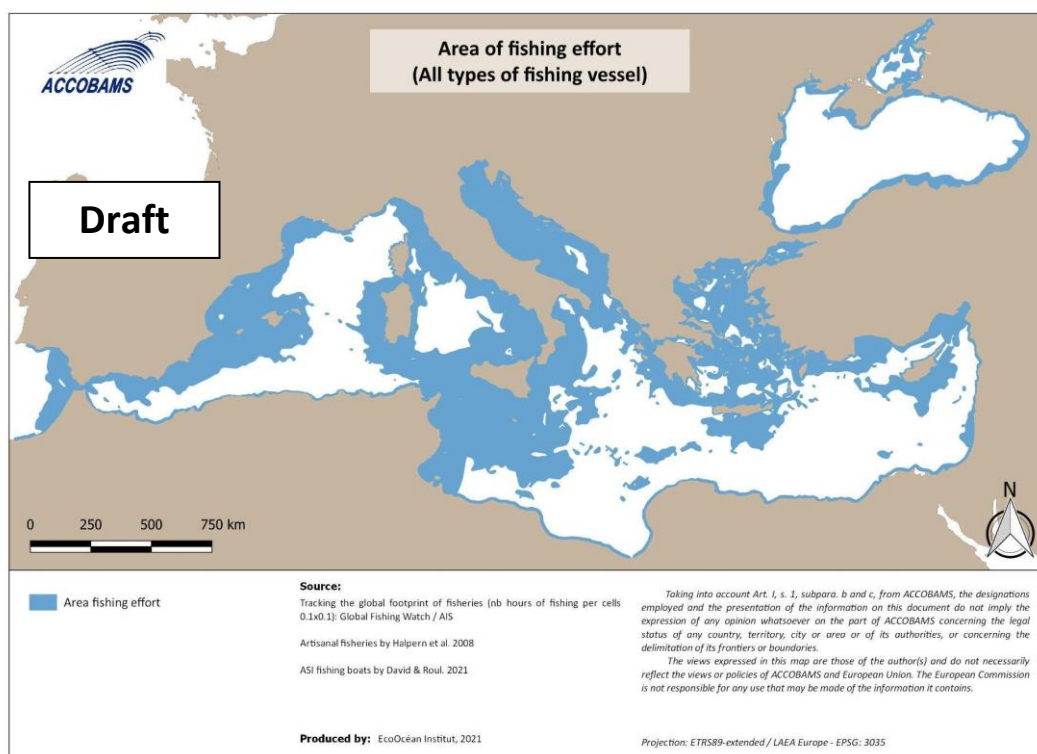 ACCOBAMS
Area of fishing effort
(All types of fishing vessel)
Draft
N
0 250 500 750 km
Area fishing effort
Source:
Tracking the global footprint of fisheries (nb hours of fishing per cells
0.1x0.1): Global Fishing Watch / AIS
Artisanal fisheries by Halpern et al. 2008
ASI fishing boats by David & Roul. 2021
Produced by: EcoOcéan Institut, 2021
Taking into account Art. I, s. 1, subpara. b and c, from ACCOBAMS, the designations
employed and the presentation of the information on this document do not imply the
expression of any opinion whatsoever on the part of ACCOBAMS concerning the legal
status of any country, territory, city or area or of its authorities, or concerning the
delimitation of its frontiers or boundaries.
The views expressed in this map are those of the author(s) and do not necessarily
reflect the views or policies of ACCOBAMS and European Union. The European Commission
is not responsible for any use that may be made of the information it contains.
Projection: ETRS89-extended / LAEA Europe - EPSG: 3035